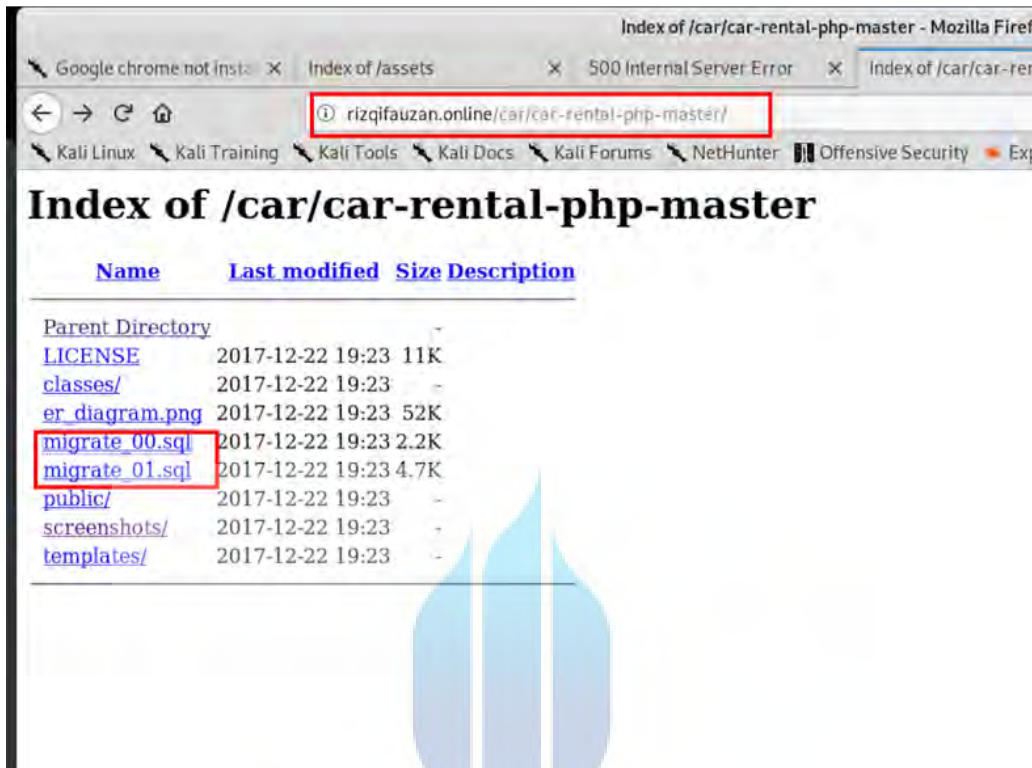 Index of /car/car-rental-php-master - Mozilla Firef
Google chrome not insta Index of /assets 500 Internal Server Error Index of /car/car-ren
rizqifauzan.online/car/car-rental-php-master/
Kali Linux Kali Training Kali Tools Kali Docs Kali Forums NetHunter Offensive Security Exp
Index of /car/car-rental-php-master
Name Last modified Size Description
Parent Directory -
LICENSE 2017-12-22 19:23 11K
classes/ 2017-12-22 19:23 -
er_diagram.png 2017-12-22 19:23 52K
migrate_00.sql 2017-12-22 19:23 2.2K
migrate_01.sql 2017-12-22 19:23 4.7K
public/ 2017-12-22 19:23 -
screenshots/ 2017-12-22 19:23 -
templates/ 2017-12-22 19:23 -